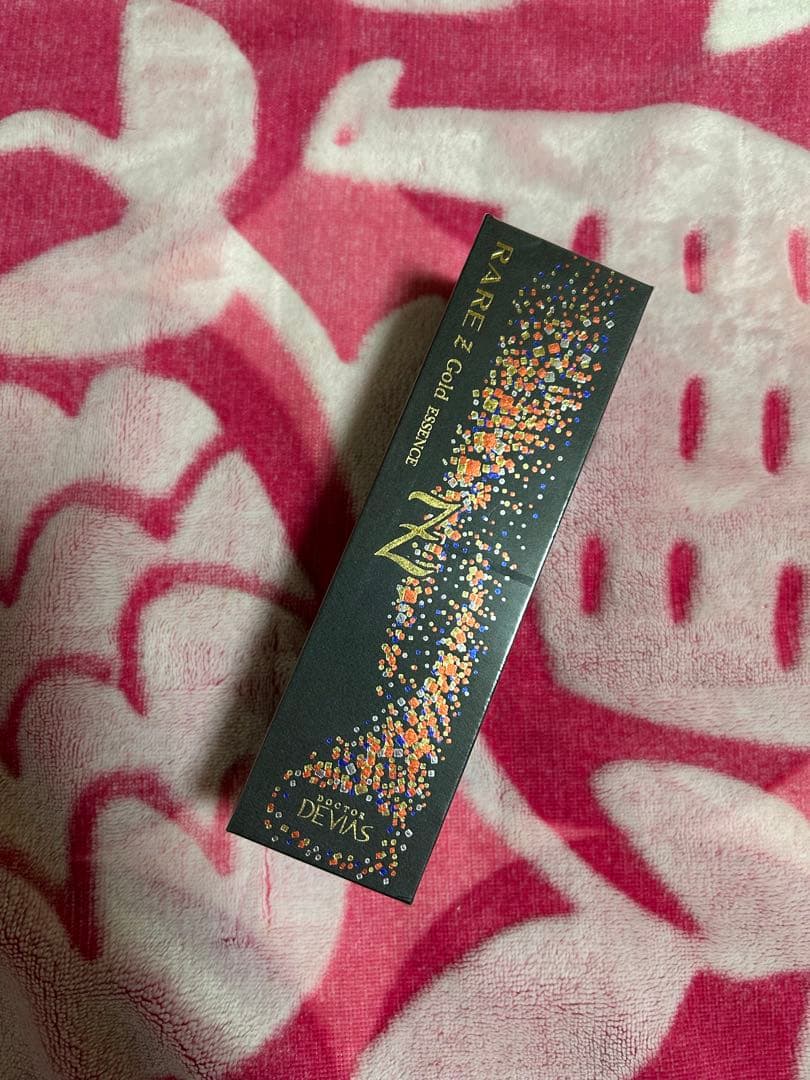 RARE Z Gold ESSENCE
Z
DOCTOR
DEVIAS